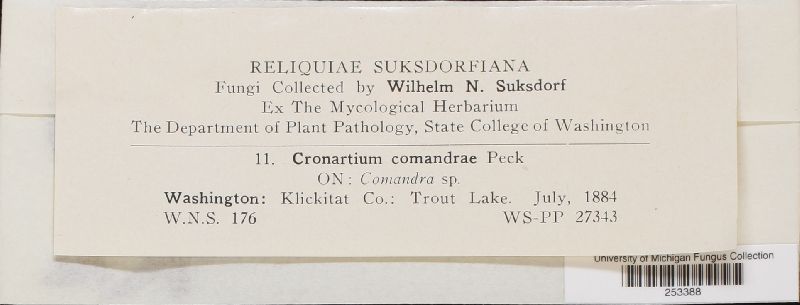 RELIQUIAE SUKSDORFIANA
Fungi Collected by Wilhelm N. Suksdorf
Ex The Mycological Herbarium
The Department of Plant Pathology, State College of Washington
11. Cronartium comandrae Peck
ON: Comandra sp.
Washington: Klickitat Co.: Trout Lake. July, 1884
W.N.S. 176 WS-PP 27343
University of Michigan Fungus Collection
253388